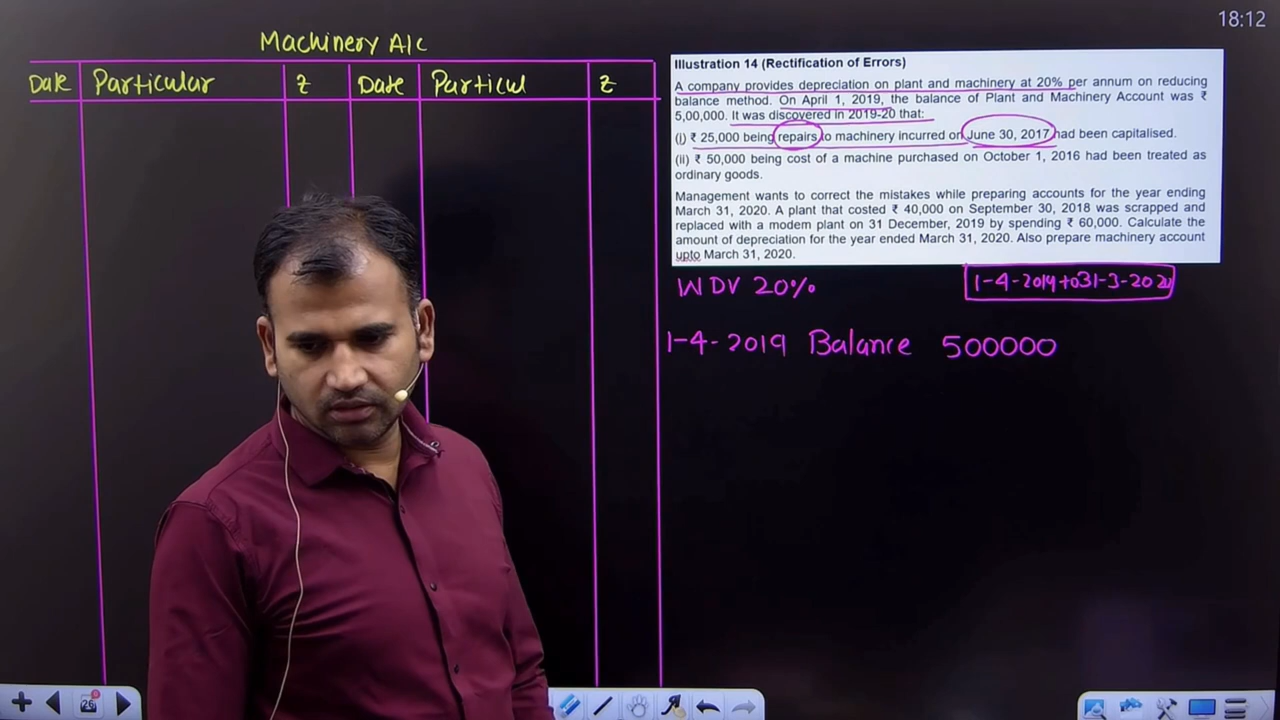 18:12
Machinery A/c
Date Particular ₹ Date Particul ₹
Illustration 14 (Rectification of Errors)
A company provides depreciation on plant and machinery at 20% per annum on reducing
balance method. On April 1, 2019, the balance of Plant and Machinery Account was ₹
5,00,000. It was discovered in 2019-20 that:
(i) ₹ 25,000 being repairs to machinery incurred on June 30, 2017 had been capitalised.
(ii) ₹ 50,000 being cost of a machine purchased on October 1, 2016 had been treated as
ordinary goods.
Management wants to correct the mistakes while preparing accounts for the year ending
March 31, 2020. A plant that costed ₹ 40,000 on September 30, 2018 was scrapped and
replaced with a modem plant on 31 December, 2019 by spending ₹ 60,000. Calculate the
amount of depreciation for the year ended March 31, 2020. Also prepare machinery account
upto March 31, 2020.
WDV 20%
1-4-2019 to 31-3-2020
1-4-2019 Balance 500000
26